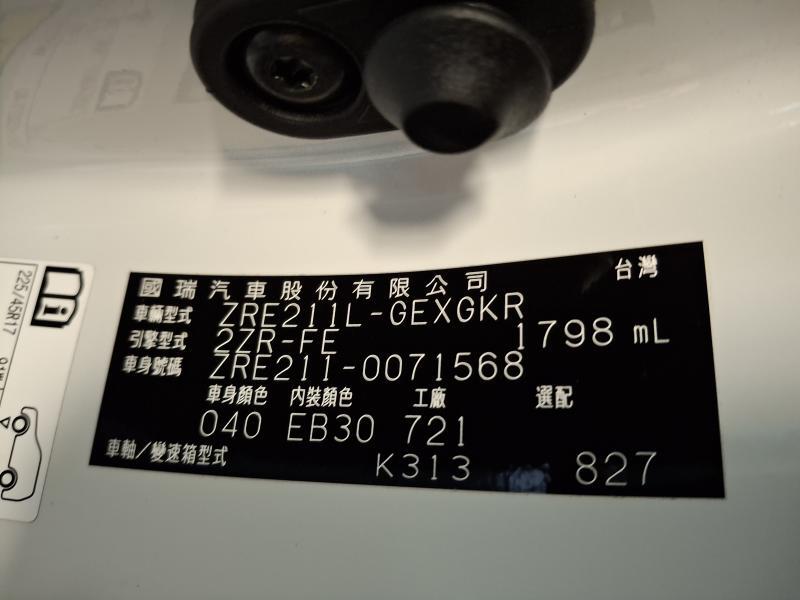 國瑞汽車股份有限公司 台灣
車輛型式 ZRE211L-GEXGKR
引擎型式 2ZR-FE 1798 mL
車身號碼 ZRE211-0071568
車身顏色 內裝顏色 工廠 選配
040 EB30 721
車軸/變速箱型式 K313 827
225/45R17